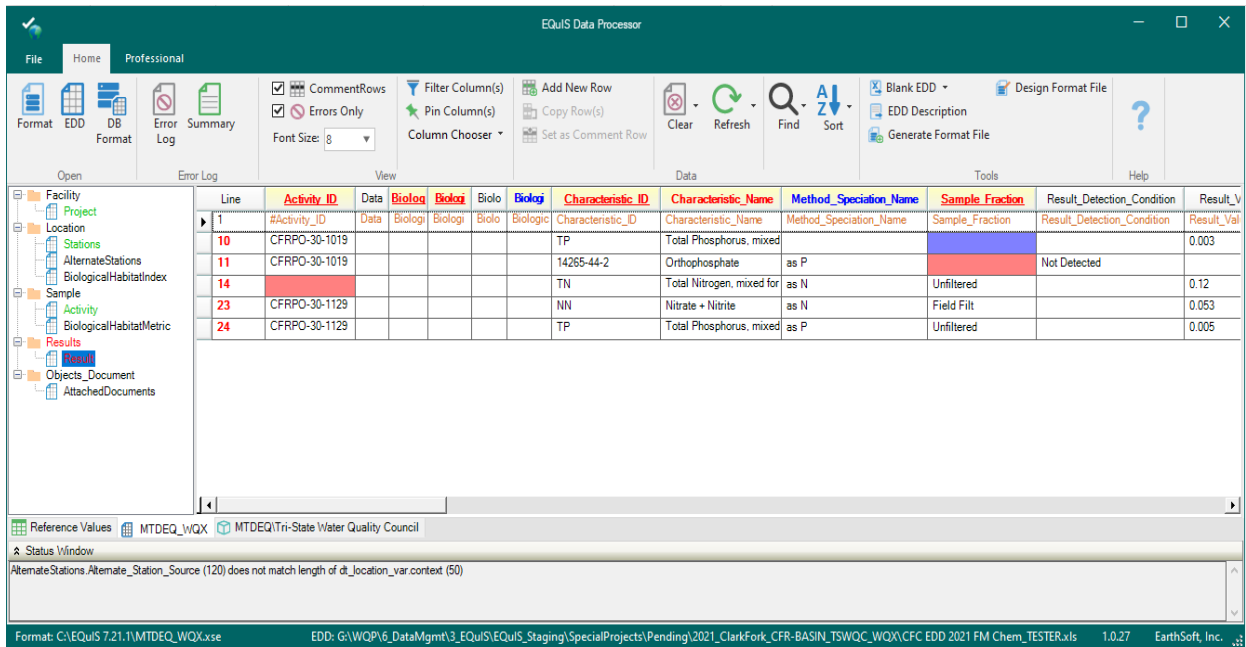 EQuIS Data Processor
File Home Professional
Format EDD DB Format
Error Log Summary
CommentRows
Errors Only
Font Size: 8
Filter Column(s)
Pin Column(s)
Column Chooser
Add New Row
Copy Row(s)
Set as Comment Row
Clear Refresh Find Sort
Blank EDD
EDD Description
Generate Format File
Design Format File
Open Error Log View Data Tools Help
Facility
Project
Location
Stations
AlternateStations
BiologicalHabitatIndex
Sample
Activity
BiologicalHabitatMetric
Results
Result
Objects_Document
AttachedDocuments
Line Activity_ID Data Biolog Biologi Biolo Biologi Characteristic_ID Characteristic_Name Method_Speciation_Name Sample_Fraction Result_Detection_Condition Result_V
1 #Activity_ID Data Biologi Biologi Biolo Biologic Characteristic_ID Characteristic_Name Method_Speciation_Name Sample_Fraction Result_Detection_Condition Result_Val
10 CFRPO-30-1019 TP Total Phosphorus, mixed 0.003
11 CFRPO-30-1019 14265-44-2 Orthophosphate as P Not Detected
14 TN Total Nitrogen, mixed for as N Unfiltered 0.12
23 CFRPO-30-1129 NN Nitrate + Nitrite as N Field Filt 0.053
24 CFRPO-30-1129 TP Total Phosphorus, mixed as P Unfiltered 0.005
Reference Values MTDEQ_WQX MTDEQ\Tri-State Water Quality Council
Status Window
AlternateStations.Alternate_Station_Source (120) does not match length of dt_location_var.context (50)
Format: C:\EQuIS 7.21.1\MTDEQ_WQX.xse EDD: G:\WQP\6_DataMgmt\3_EQuIS\EQuIS_Staging\SpecialProjects\Pending\2021_ClarkFork_CFR-BASIN_TSWQC_WQX\CFC EDD 2021 FM Chem_TESTER.xls 1.0.27 EarthSoft, Inc.